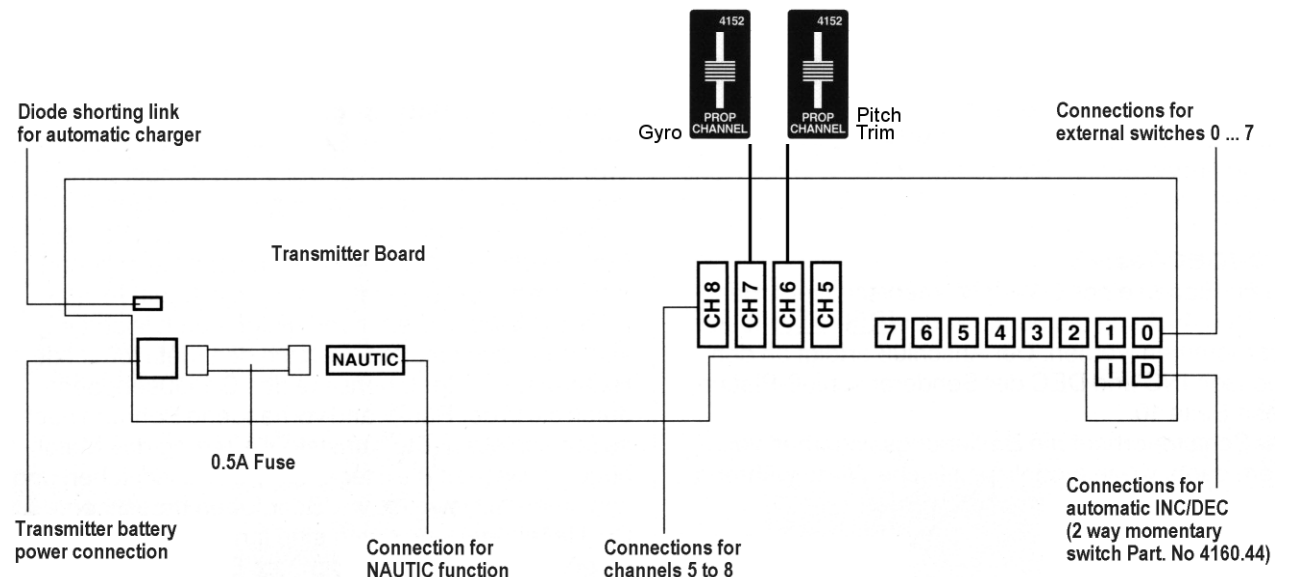 4152
PROP
CHANNEL
4152
PROP
CHANNEL
Gyro
Pitch
Trim
Diode shorting link
for automatic charger
Connections for
external switches 0 ... 7
Transmitter Board
CH 8
CH 7
CH 6
CH 5
7 6 5 4 3 2 1 0
I D
NAUTIC
0.5A Fuse
Transmitter battery
power connection
Connection for
NAUTIC function
Connections for
channels 5 to 8
Connections for
automatic INC/DEC
(2 way momentary
switch Part. No 4160.44)